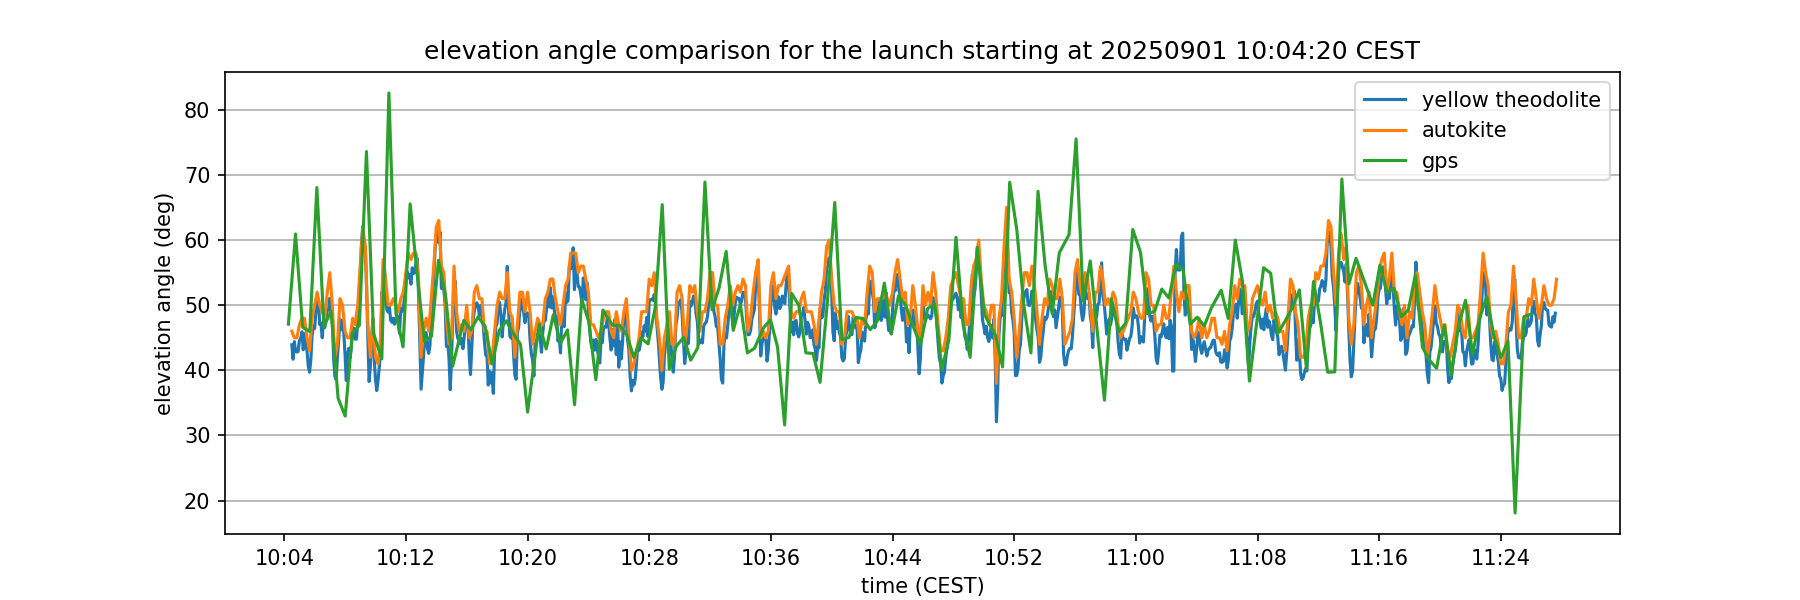 elevation angle comparison for the launch starting at 20250901 10:04:20 CEST
yellow theodolite
autokite
gps
elevation angle (deg)
80
70
60
50
40
30
20
10:04 10:12 10:20 10:28 10:36 10:44 10:52 11:00 11:08 11:16 11:24
time (CEST)